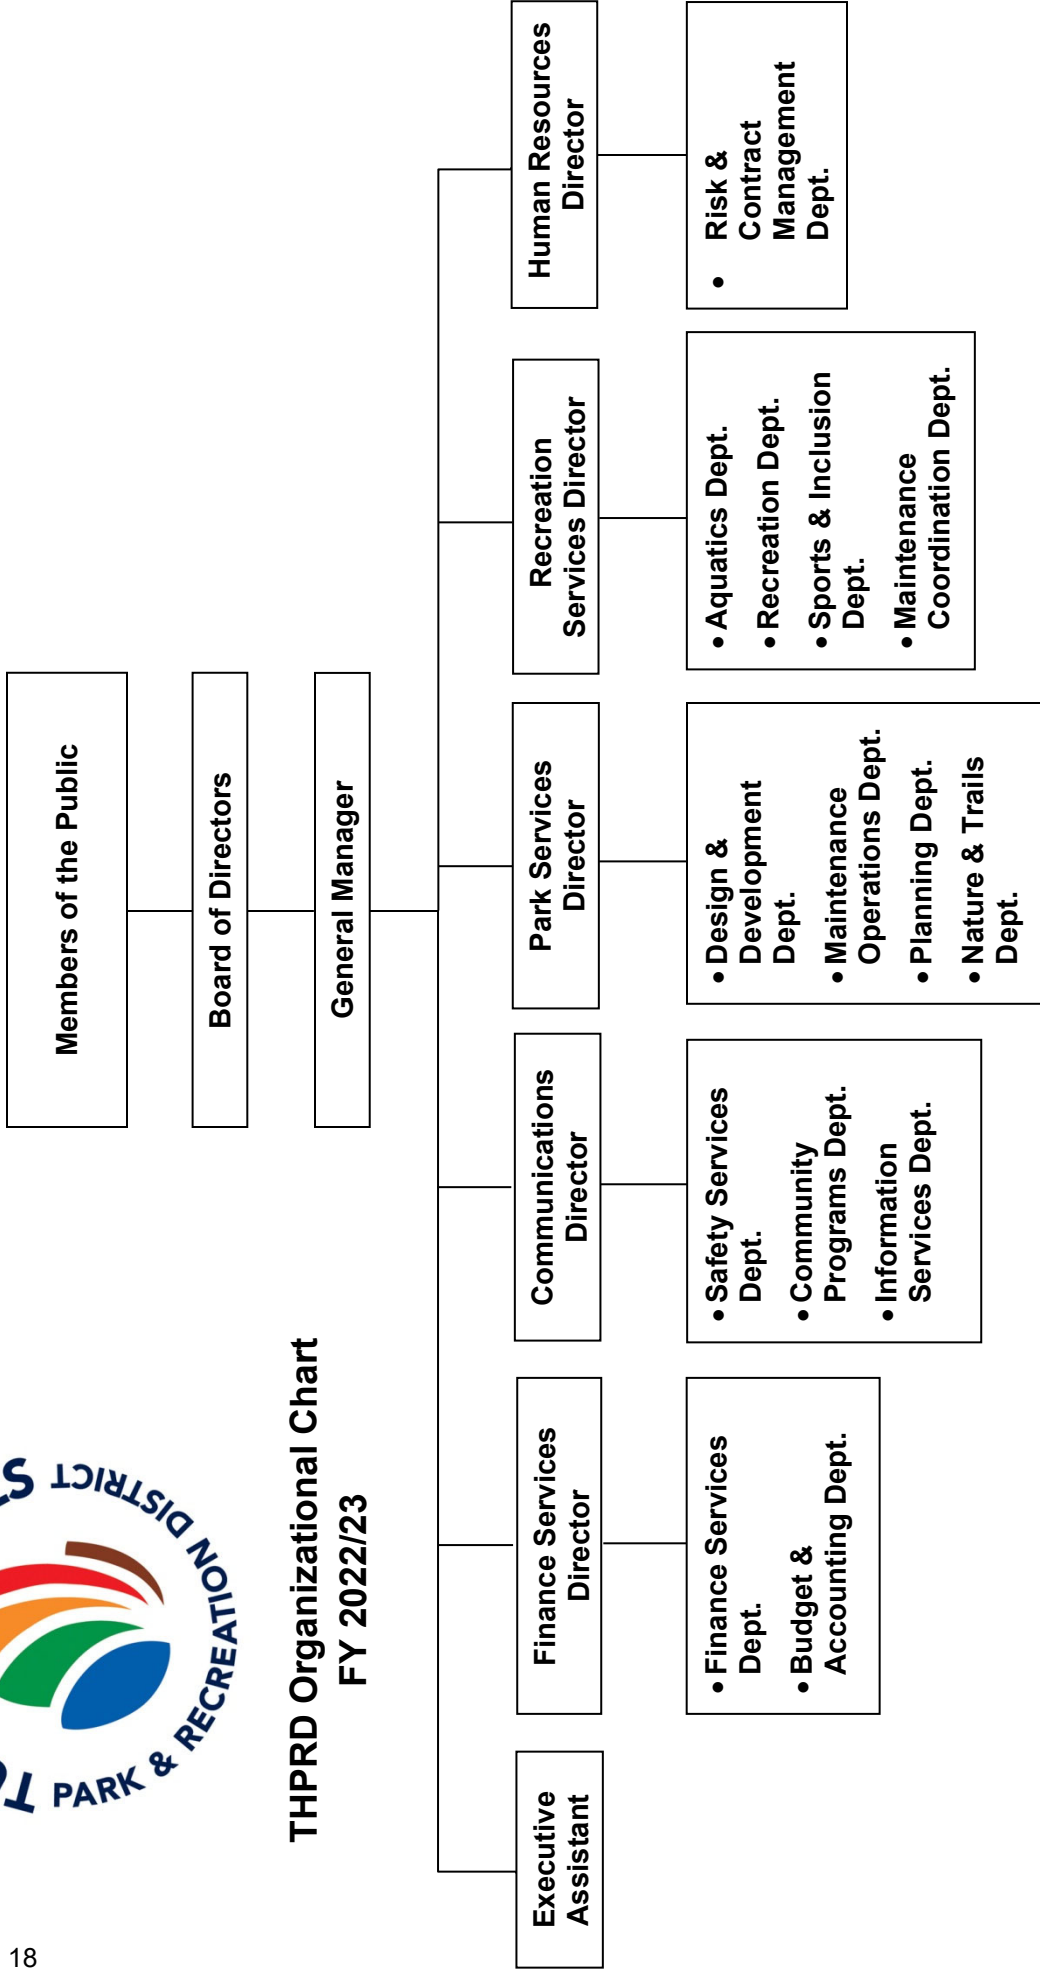 18
PARK & RECREATION DISTRICT
THPRD Organizational Chart
FY 2022/23
Members of the Public
Board of Directors
General Manager
Executive
Assistant
Finance Services
Director
Communications
Director
Park Services
Director
Recreation
Services Director
Human Resources
Director
• Finance Services
Dept.
• Budget &
Accounting Dept.
• Safety Services
Dept.
• Community
Programs Dept.
• Information
Services Dept.
• Design &
Development
Dept.
• Maintenance
Operations Dept.
• Planning Dept.
• Nature & Trails
Dept.
• Aquatics Dept.
• Recreation Dept.
• Sports & Inclusion
Dept.
• Maintenance
Coordination Dept.
• Risk &
Contract
Management
Dept.